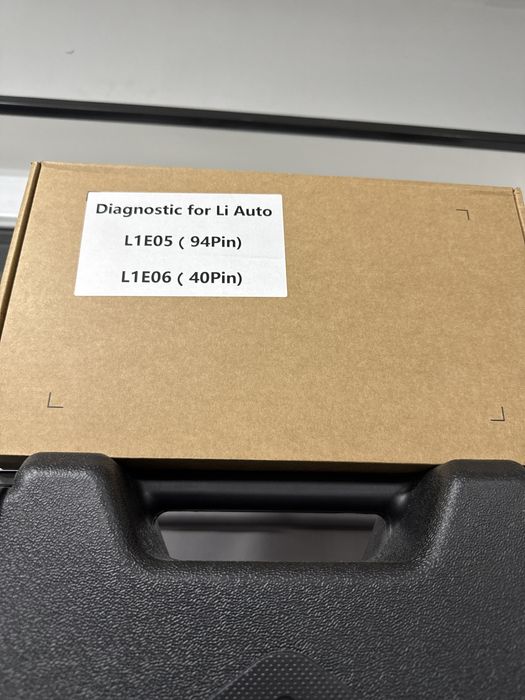 Diagnostic for Li Auto
L1E05 ( 94Pin)
L1E06 ( 40Pin)